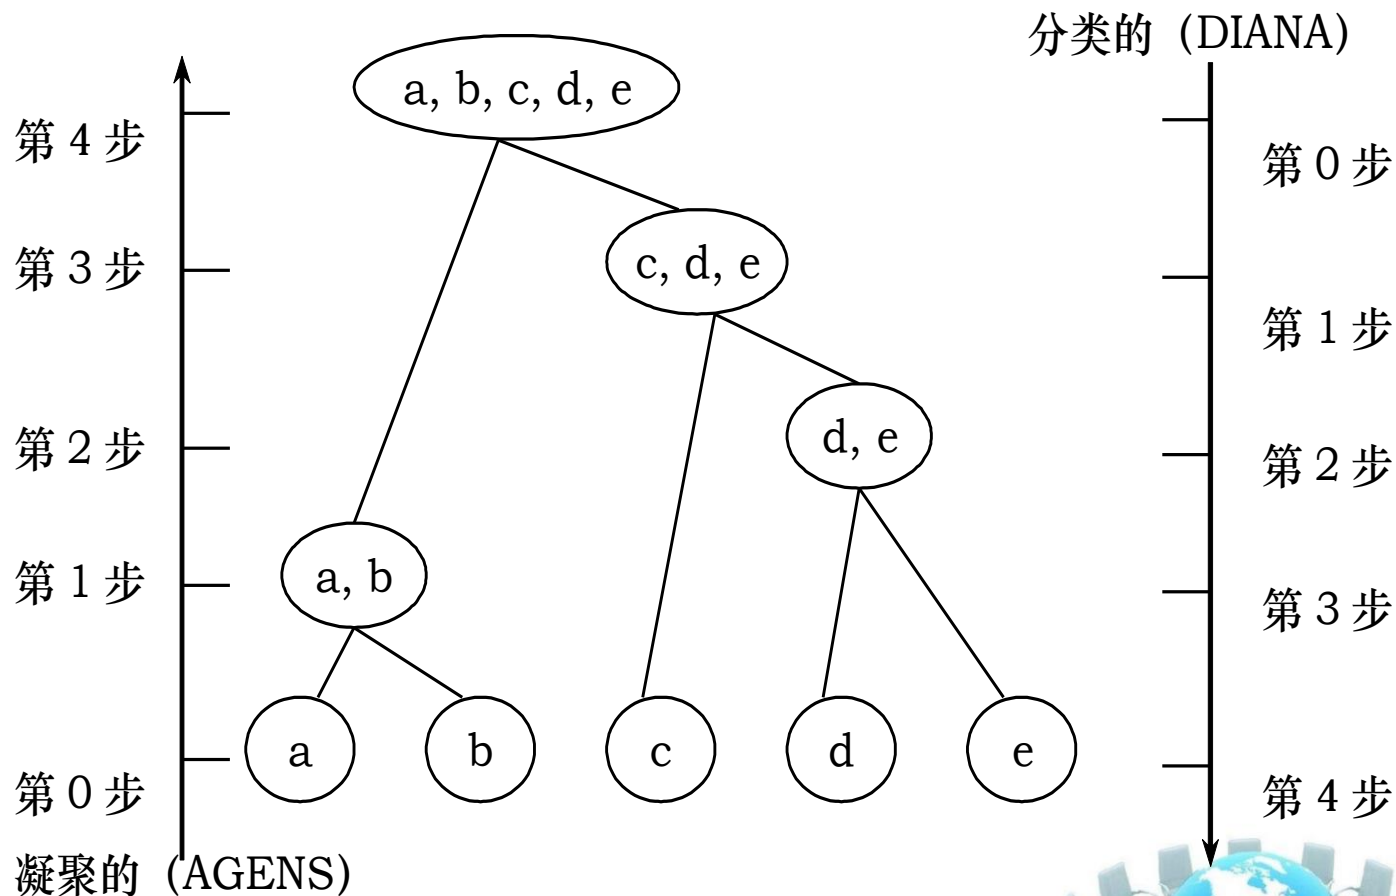 分类的（DIANA）
a, b, c, d, e
第 4 步
第 0 步
第 3 步
c, d, e
第 1 步
d, e
第 2 步
第 2 步
a, b
第 1 步
第 3 步
a
b
c
d
e
第 0 步
第 4 步
凝聚的（AGENS）